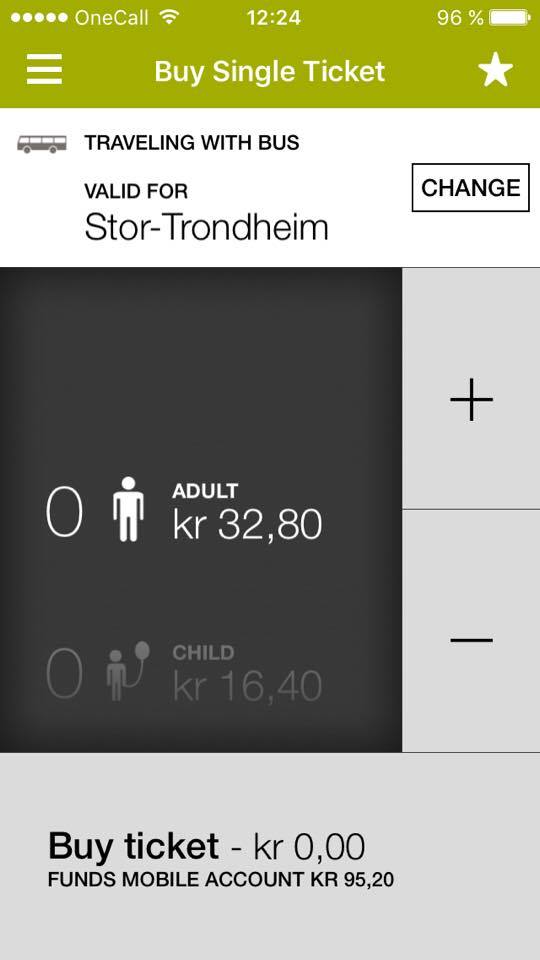 OneCall 12:24 96 %
Buy Single Ticket
TRAVELING WITH BUS
VALID FOR
Stor-Trondheim
CHANGE
+
0 ADULT
kr 32,80
0 CHILD
kr 16,40
−
Buy ticket - kr 0,00
FUNDS MOBILE ACCOUNT KR 95,20